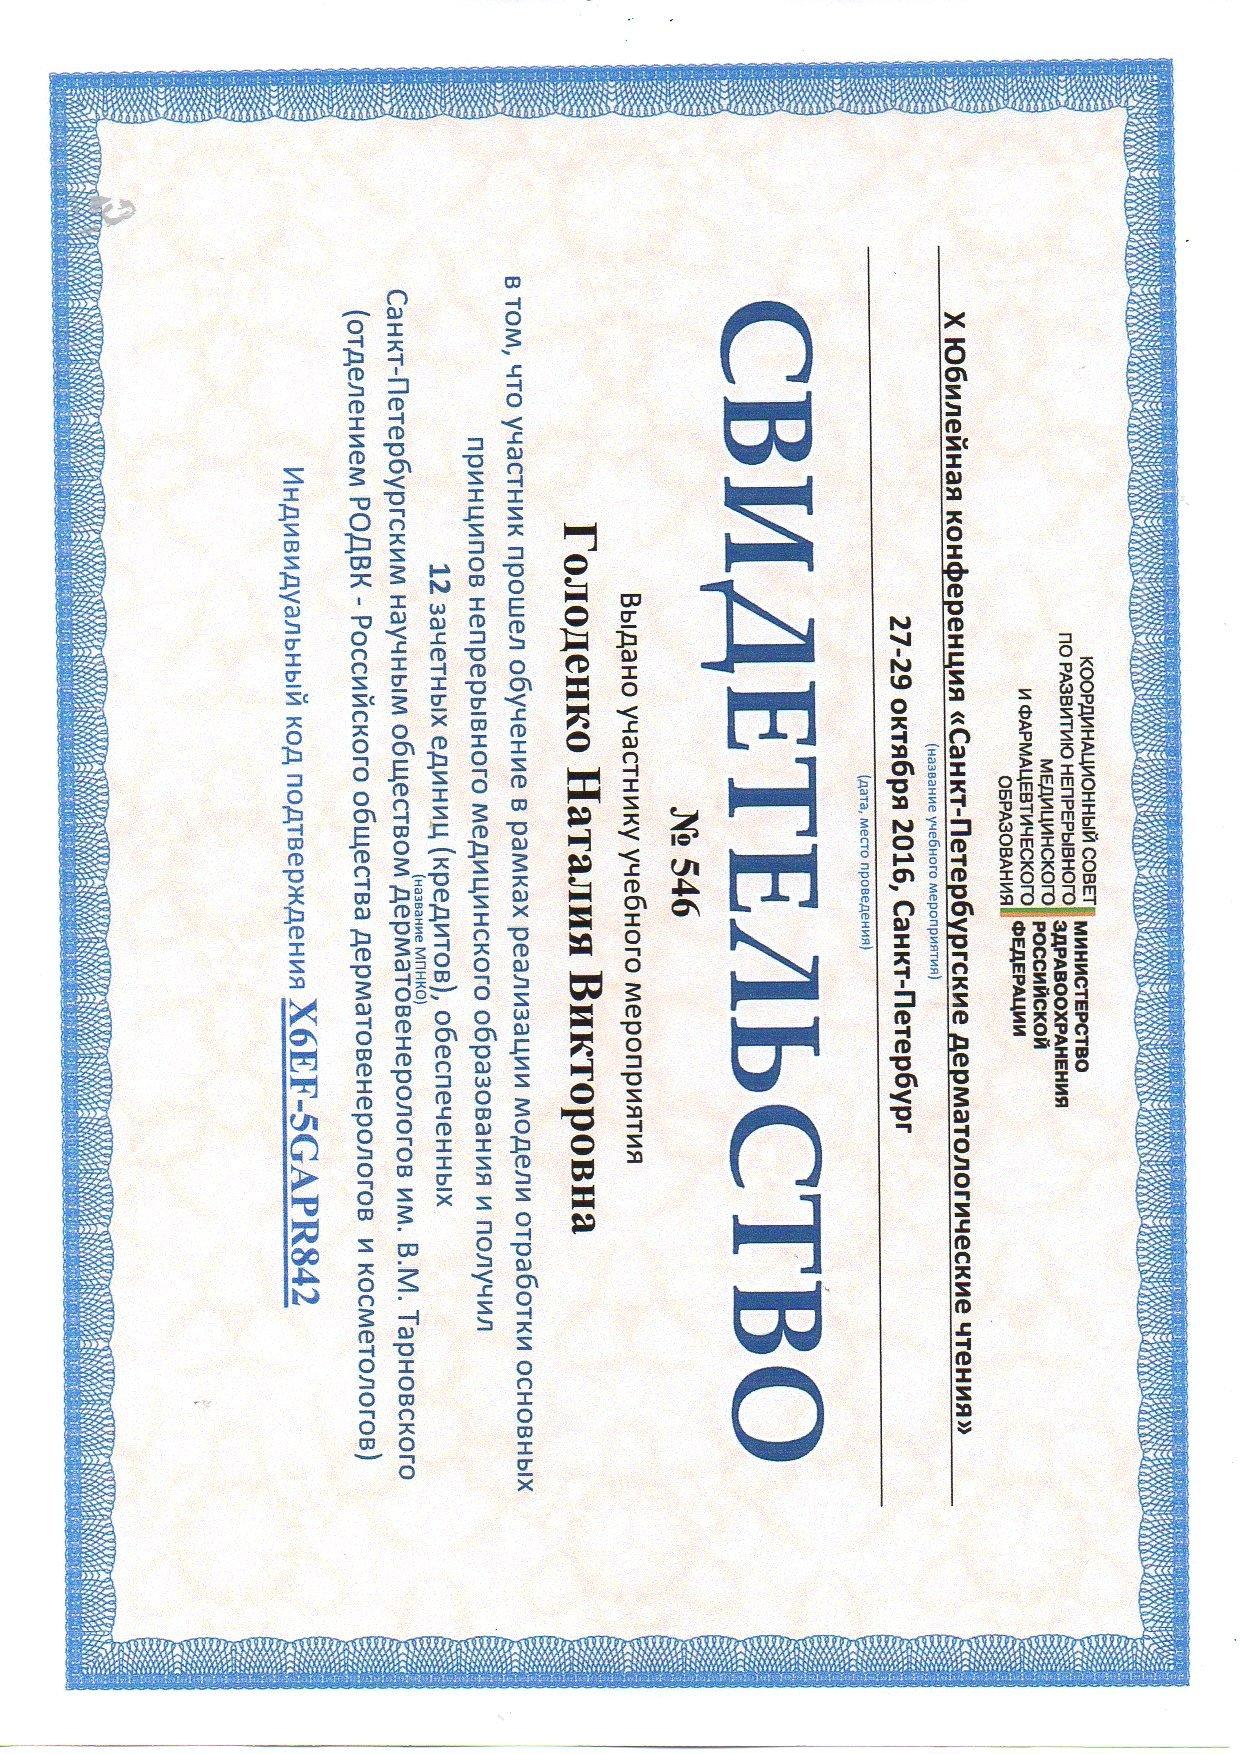 КООРДИНАЦИОННЫЙ СОВЕТ
ПО РАЗВИТИЮ НЕПРЕРЫВНОГО
МЕДИЦИНСКОГО
И ФАРМАЦЕВТИЧЕСКОГО
ОБРАЗОВАНИЯ
МИНИСТЕРСТВО
ЗДРАВООХРАНЕНИЯ
РОССИЙСКОЙ
ФЕДЕРАЦИИ
X Юбилейная конференция «Санкт-Петербургские дерматологические чтения»
(название учебного мероприятия)
27-29 октября 2016, Санкт-Петербург
(дата, место проведения)
СВИДЕТЕЛЬСТВО
№ 546
Выдано участнику учебного мероприятия
Голоденко Наталия Викторовна
в том, что участник прошел обучение в рамках реализации модели отработки основных
принципов непрерывного медицинского образования и получил
12 зачетных единиц (кредитов), обеспеченных
(название МПНКО)
Санкт-Петербургским научным обществом дерматовенерологов им. В.М. Тарновского
(отделением РОДВК - Российского общества дерматовенерологов и косметологов)
Индивидуальный код подтверждения X6EF-5GAPR842